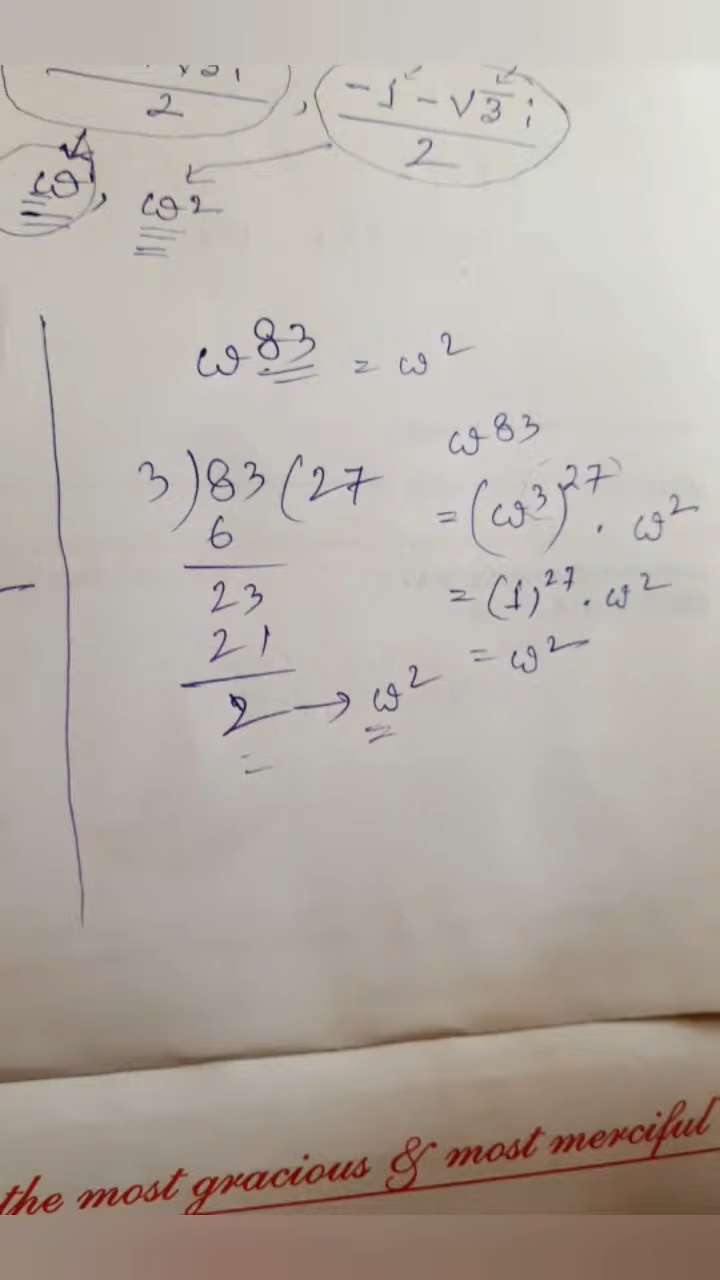 √3 i
2
, -1 - √3 i
2
ω, ω2
ω83 = ω2
3)83(27
6
23
21
2 → ω2
ω83
= (ω3)27 . ω2
= (1)27 . ω2
= ω2
the most gracious & most merciful